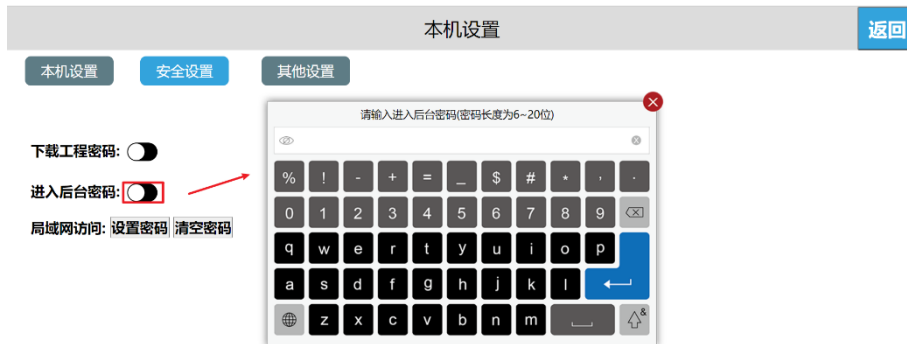 本机设置
返回
本机设置 安全设置 其他设置
请输入进入后台密码(密码长度为6~20位)
下载工程密码:
进入后台密码:
局域网访问: 设置密码 清空密码
% ! - + = _ $ # * , .
0 1 2 3 4 5 6 7 8 9
q w e r t y u i o p
a s d f g h j k l
z x c v b n m &